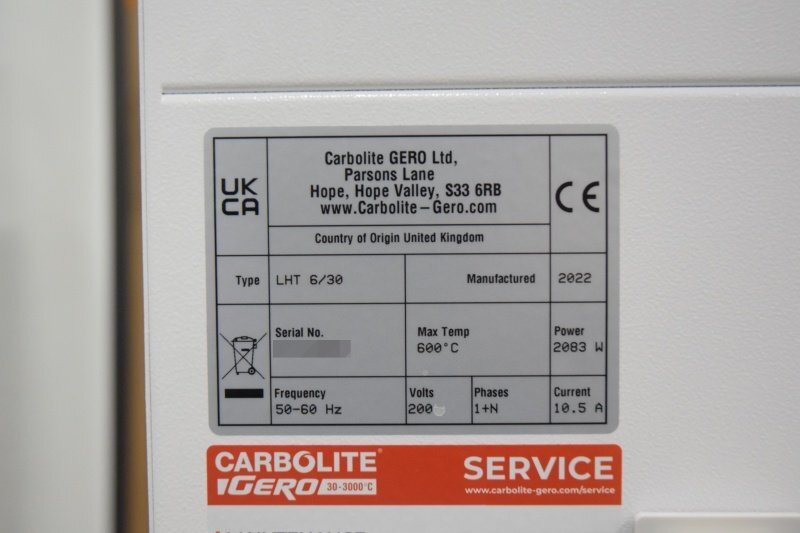 UK
CA
Carbolite GERO Ltd,
Parsons Lane
Hope, Hope Valley, S33 6RB
www.Carbolite-Gero.com
CE
Country of Origin United Kingdom
Type LHT 6/30 Manufactured 2022
Serial No. Max Temp Power
600°C 2083 W
Frequency Volts Phases Current
50-60 Hz 200 1+N 10.5 A
CARBOLITE SERVICE
GERO 30-3000°C www.carbolite-gero.com/service